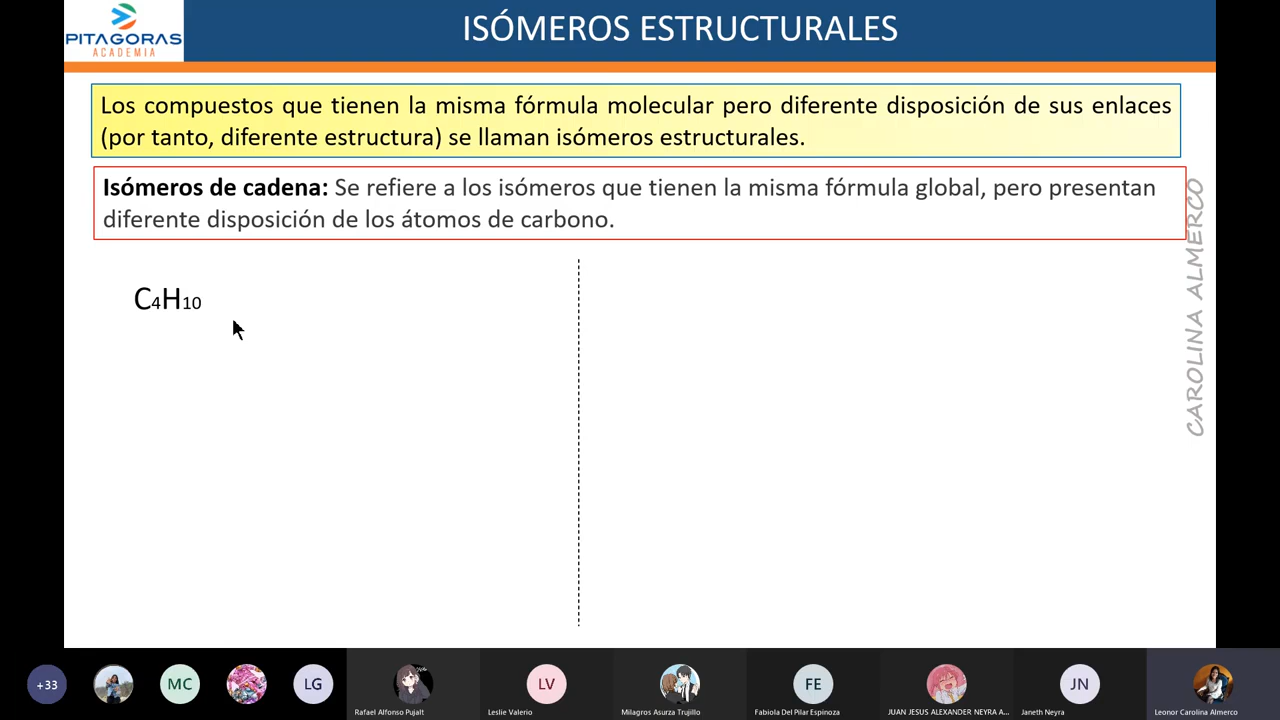 PITAGORAS
ACADEMIA
ISÓMEROS ESTRUCTURALES
Los compuestos que tienen la misma fórmula molecular pero diferente disposición de sus enlaces
(por tanto, diferente estructura) se llaman isómeros estructurales.
Isómeros de cadena: Se refiere a los isómeros que tienen la misma fórmula global, pero presentan
diferente disposición de los átomos de carbono.
CAROLINA ALMERCO
C4H10
+33
MC
LG
LV
FE
JN
Rafael Alfonso Pujalt
Leslie Valerio
Milagros Asurza Trujillo
Fabiola Del Pilar Espinoza
JUAN JESUS ALEXANDER NEYRA A...
Janeth Neyra
Leonor Carolina Almerco